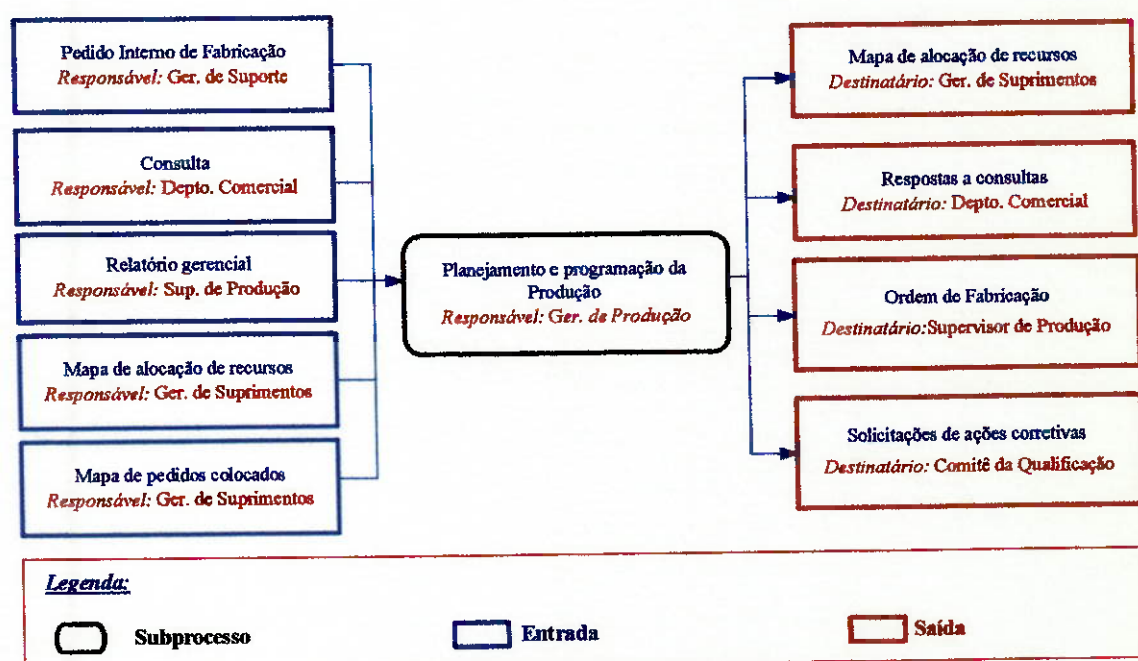 Pedido Interno de Fabricação
Responsável: Ger. de Suporte
Consulta
Responsável: Depto. Comercial
Relatório gerencial
Responsável: Sup. de Produção
Mapa de alocação de recursos
Responsável: Ger. de Suprimentos
Mapa de pedidos colocados
Responsável: Ger. de Suprimentos
Planejamento e programação da
Produção
Responsável: Ger. de Produção
Mapa de alocação de recursos
Destinatário: Ger. de Suprimentos
Respostas a consultas
Destinatário: Depto. Comercial
Ordem de Fabricação
Destinatário:Supervisor de Produção
Solicitações de ações corretivas
Destinatário: Comitê da Qualificação
Legenda:
Subprocesso
Entrada
Saída